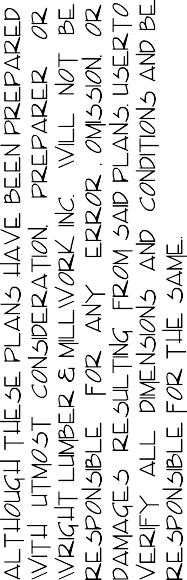 ALTHOUGH THESE PLANS HAVE BEEN PREPARED
WITH UTMOST CONSIDERATION. PREPARER OR
WRIGHT LUMBER & MILLWORK INC. WILL NOT BE
RESPONSIBLE FOR ANY ERROR , OMISSION, OR
DAMAGES RESULTING FROM SAID PLANS. USER TO
VERIFY ALL DIMENSIONS AND CONDITIONS AND BE
RESPONSIBLE FOR THE SAME.